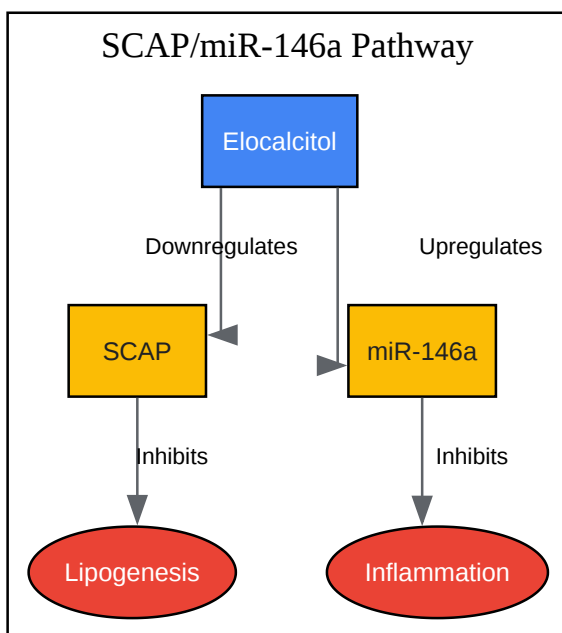 SCAP/miR-146a Pathway
Elocalcitol
Downregulates
Upregulates
SCAP
miR-146a
Inhibits
Inhibits
Lipogenesis
Inflammation